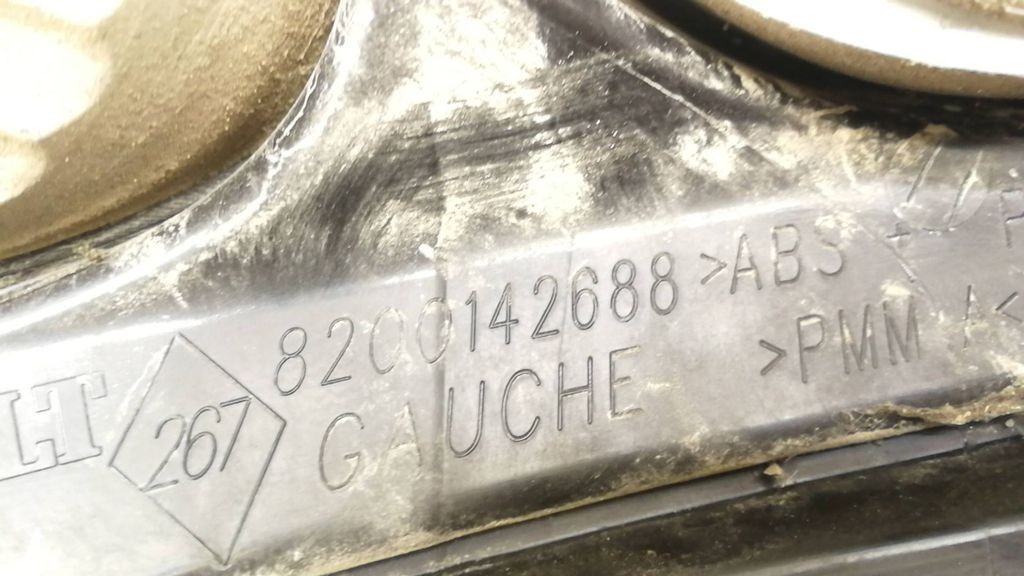 8200142688 >ABS
LT 267 GAUCHE >PMM A<